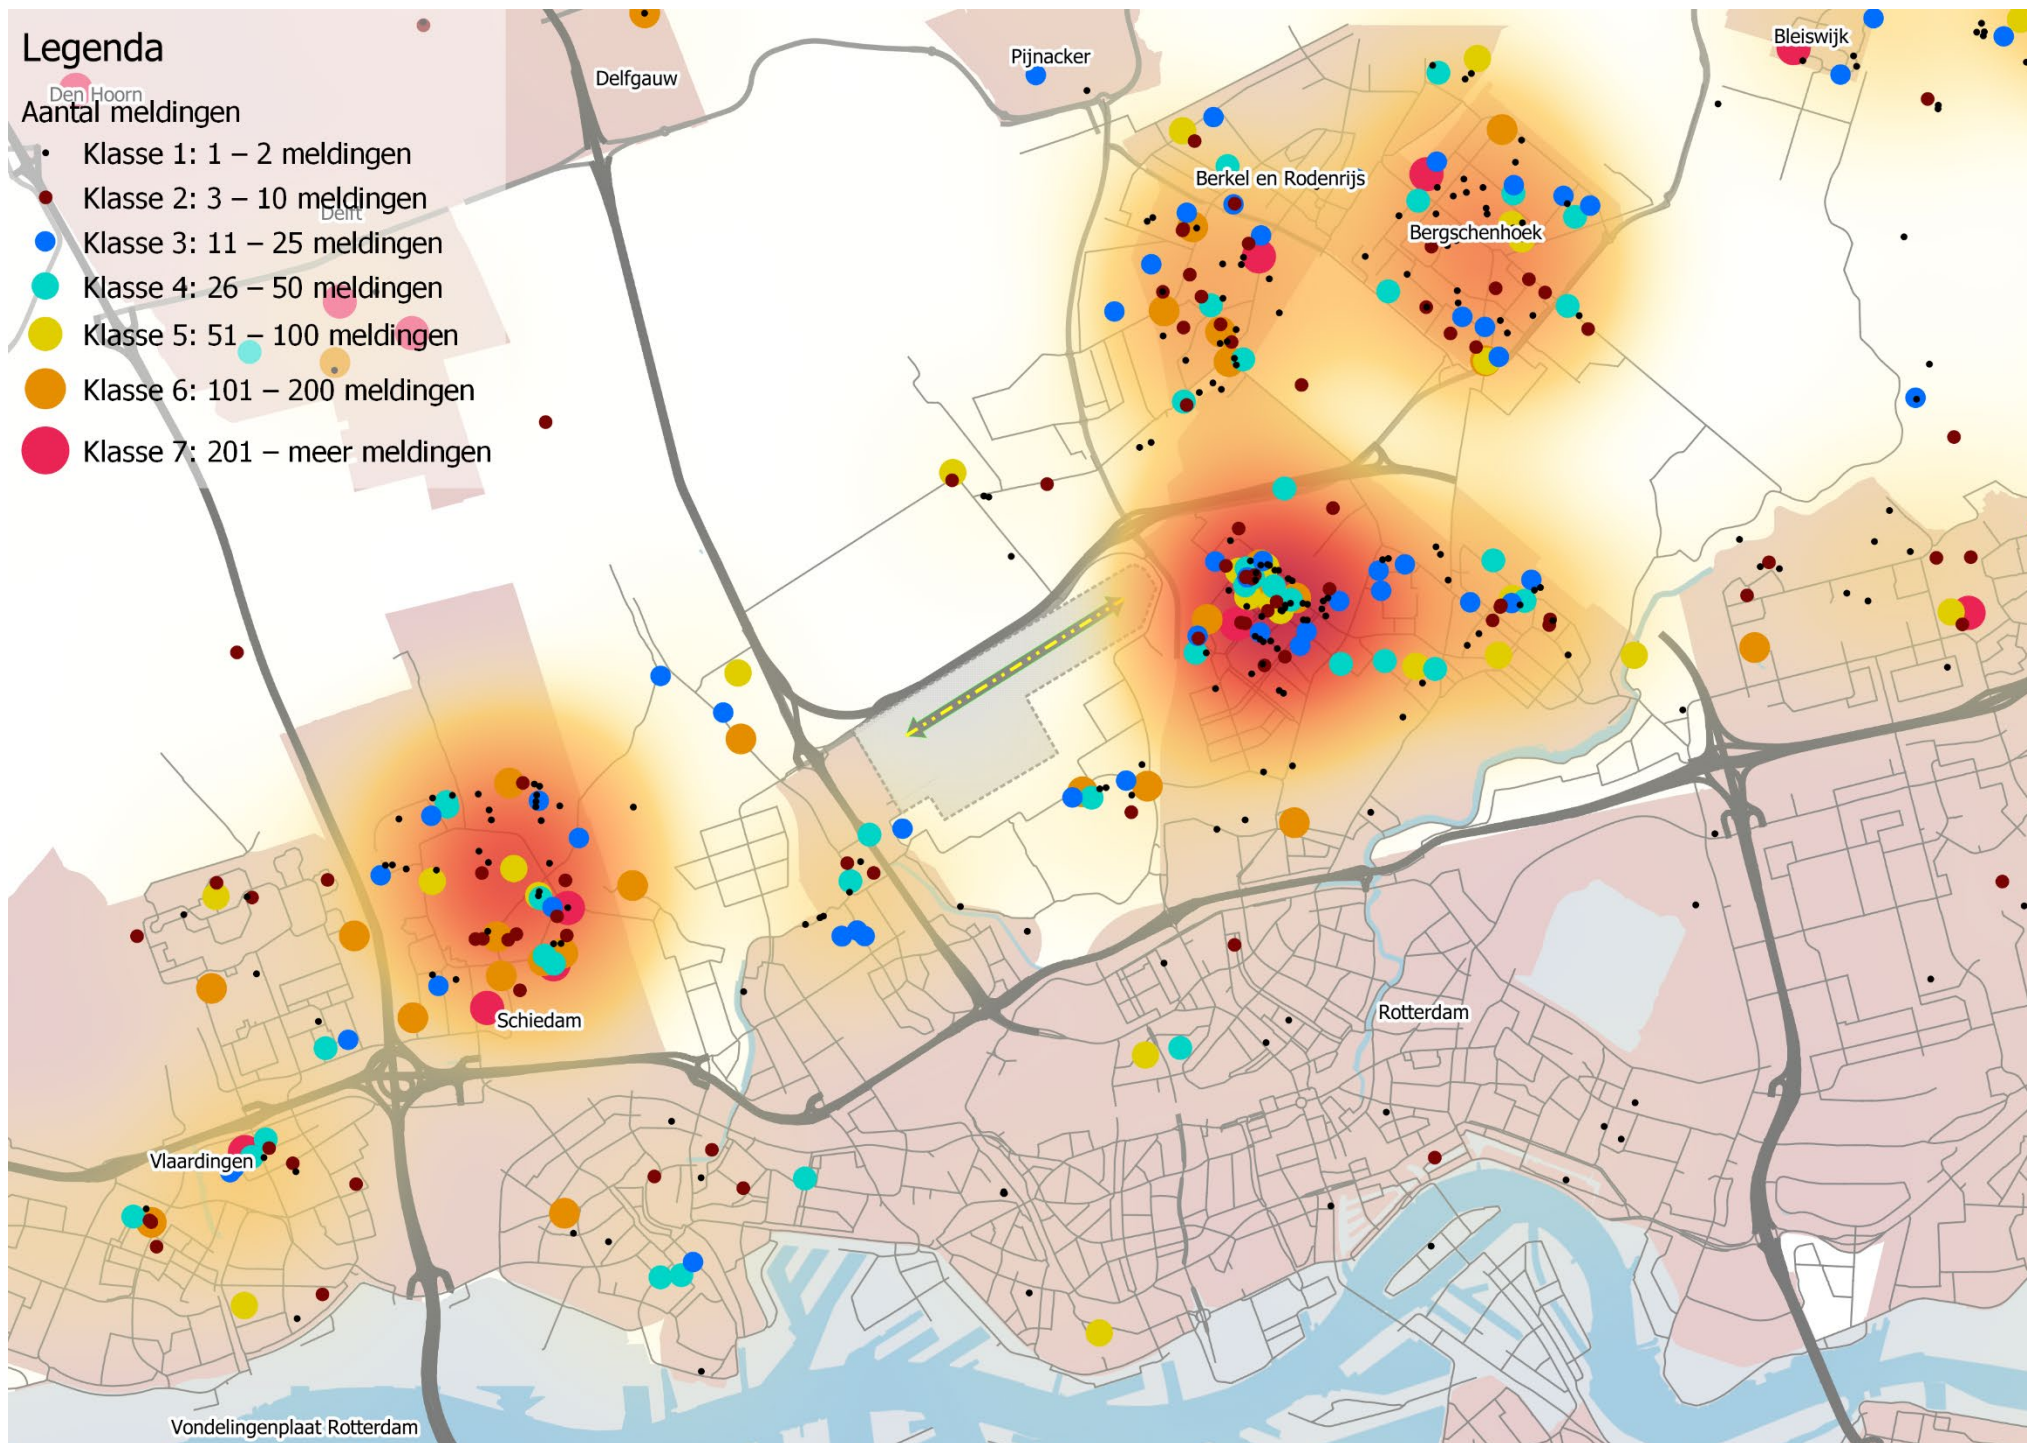 Legenda
Den Hoorn
Aantal meldingen
Klasse 1: 1 – 2 meldingen
Klasse 2: 3 – 10 meldingen
Delft
Klasse 3: 11 – 25 meldingen
Klasse 4: 26 – 50 meldingen
Klasse 5: 51 – 100 meldingen
Klasse 6: 101 – 200 meldingen
Klasse 7: 201 – meer meldingen
Delfgauw
Pijnacker
Bleiswijk
Berkel en Rodenrijs
Bergschenhoek
Schiedam
Rotterdam
Vlaardingen
Vondelingenplaat Rotterdam